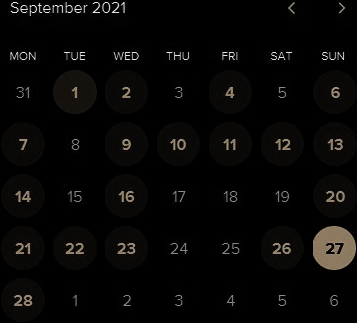 September 2021
MON TUE WED THU FRI SAT SUN
31 1 2 3 4 5 6
7 8 9 10 11 12 13
14 15 16 17 18 19 20
21 22 23 24 25 26 27
28 1 2 3 4 5 6